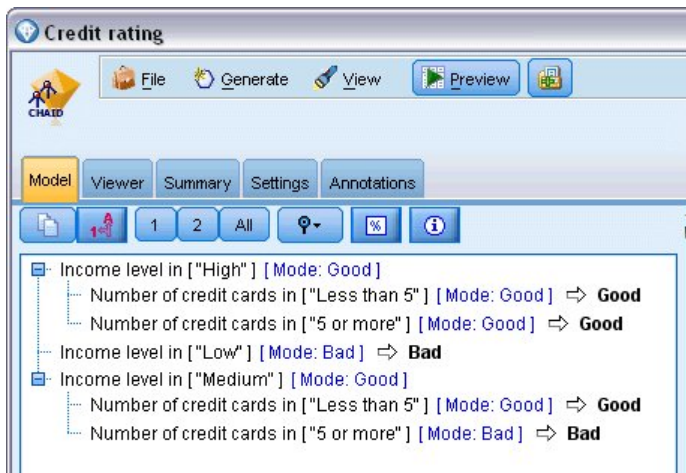 Credit rating
CHAID
File Generate View Preview
Model Viewer Summary Settings Annotations
1 A 1 2 All %
Income level in ["High"] [Mode: Good]
Number of credit cards in ["Less than 5"] [Mode: Good] ⇨ Good
Number of credit cards in ["5 or more"] [Mode: Good] ⇨ Good
Income level in ["Low"] [Mode: Bad] ⇨ Bad
Income level in ["Medium"] [Mode: Good]
Number of credit cards in ["Less than 5"] [Mode: Good] ⇨ Good
Number of credit cards in ["5 or more"] [Mode: Bad] ⇨ Bad